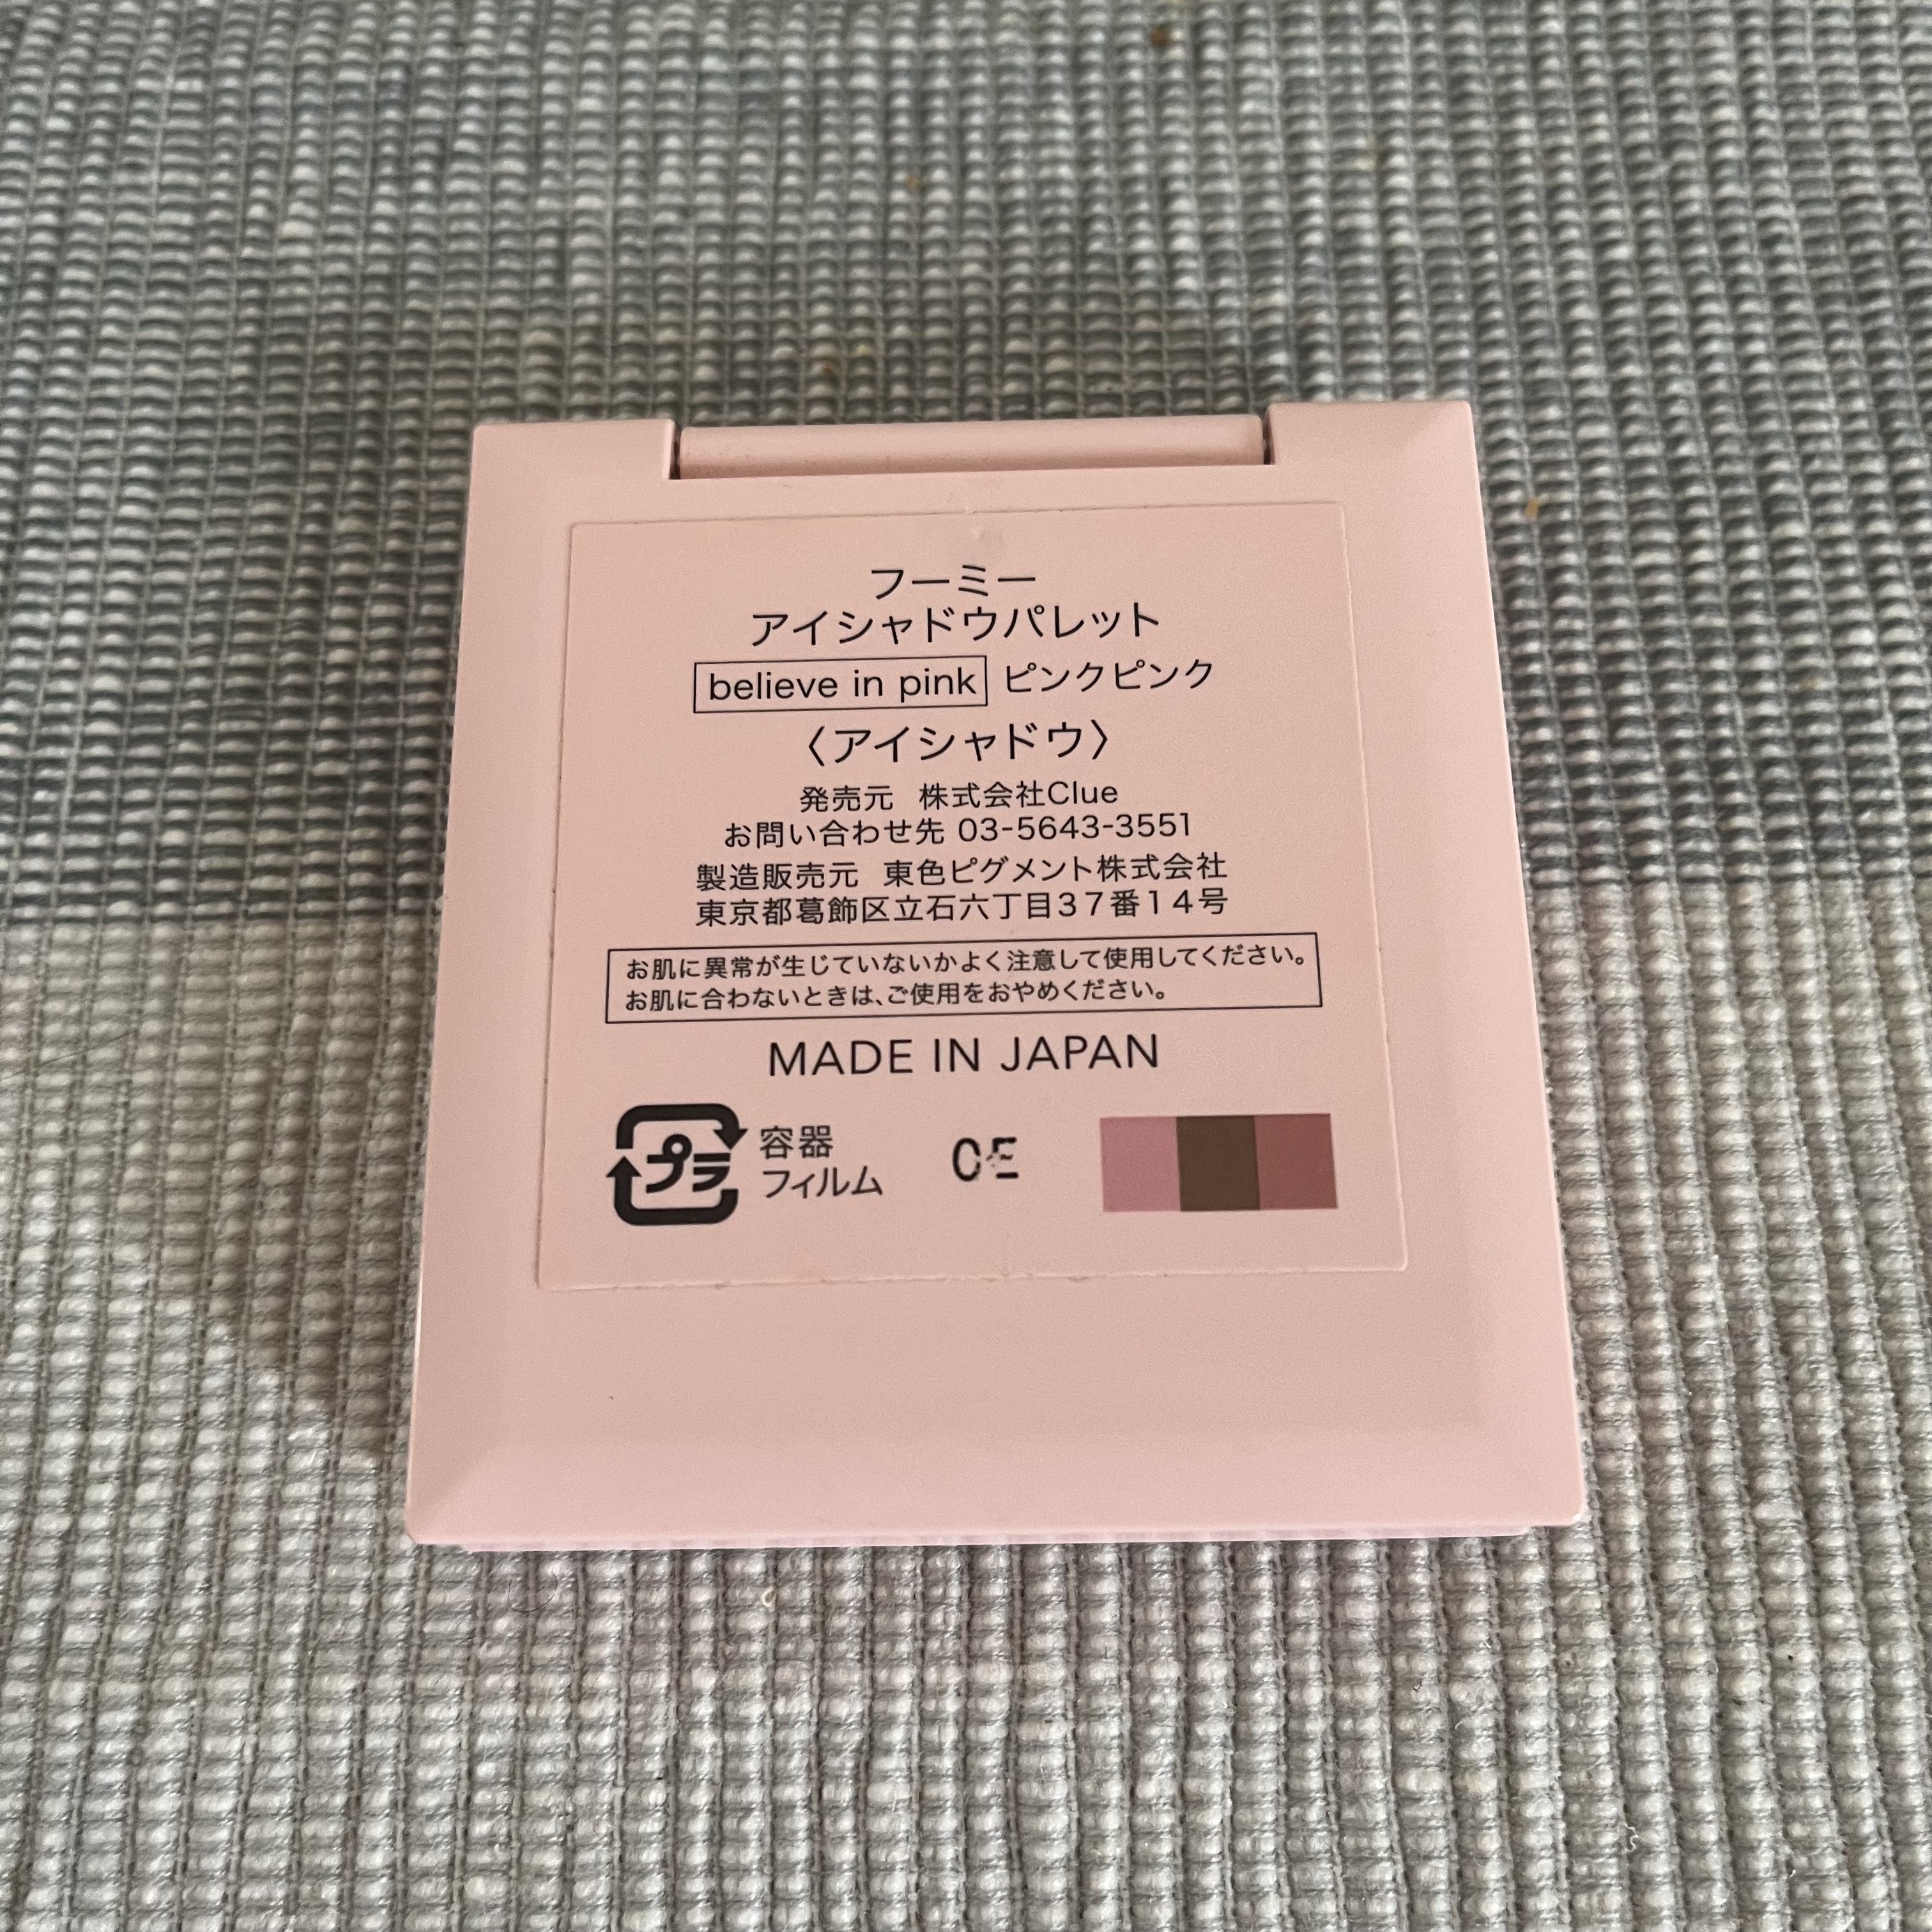 フーミー
アイシャドウパレット
believe in pink ピンクピンク
〈アイシャドウ〉
発売元 株式会社Clue
お問い合わせ先 03-5643-3551
製造販売元 東色ピグメント株式会社
東京都葛飾区立石六丁目37番14号
お肌に異常が生じていないかよく注意して使用してください。
お肌に合わないときは、ご使用をおやめください。
MADE IN JAPAN
プラ 容器
フィルム